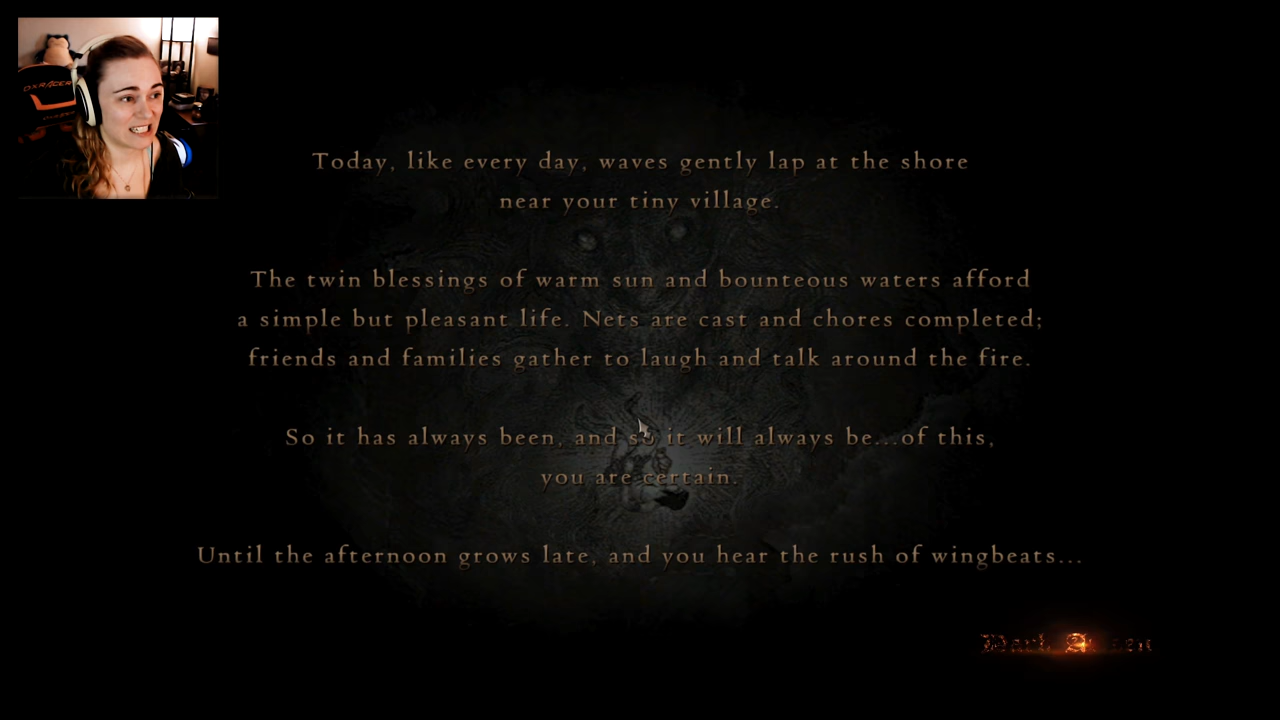 Today, like every day, waves gently lap at the shore
near your tiny village.
The twin blessings of warm sun and bounteous waters afford
a simple but pleasant life. Nets are cast and chores completed;
friends and families gather to laugh and talk around the fire.
So it has always been, and so it will always be...of this,
you are certain.
Until the afternoon grows late, and you hear the rush of wingbeats...
DXRACER